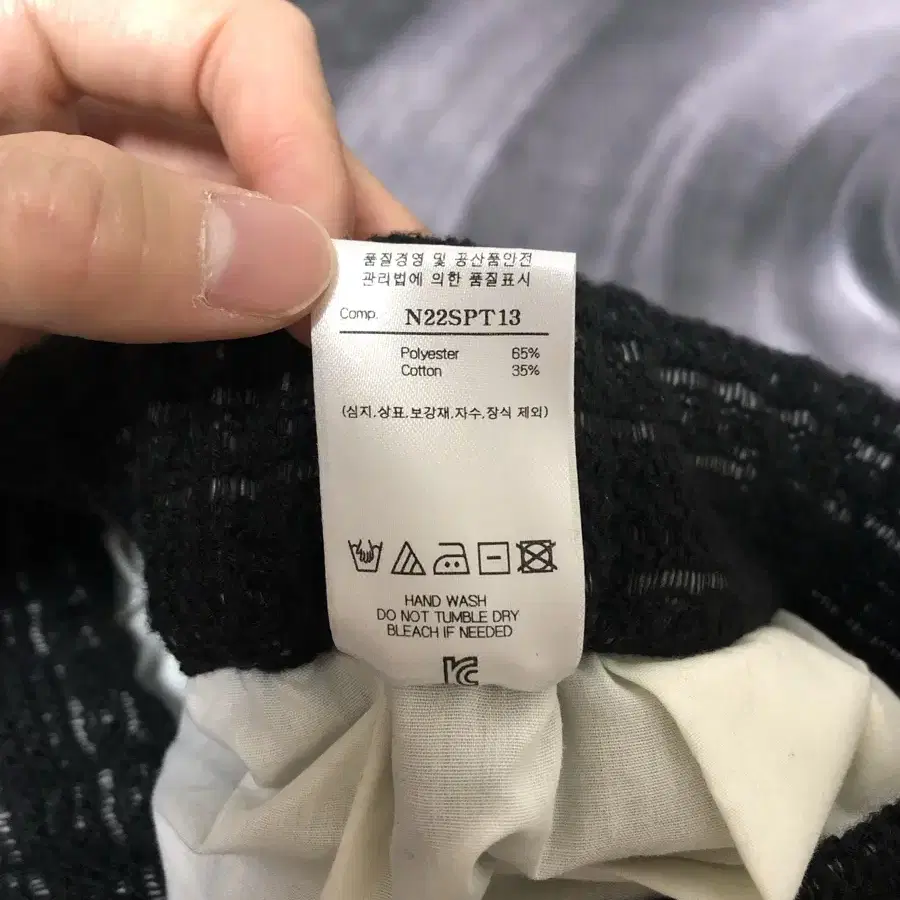 품질경영 및 공산품안전
관리법에 의한 품질표시
Comp. N22SPT13
Polyester 65%
Cotton 35%
(심지,상표,보강재,자수,장식 제외)
HAND WASH
DO NOT TUMBLE DRY
BLEACH IF NEEDED